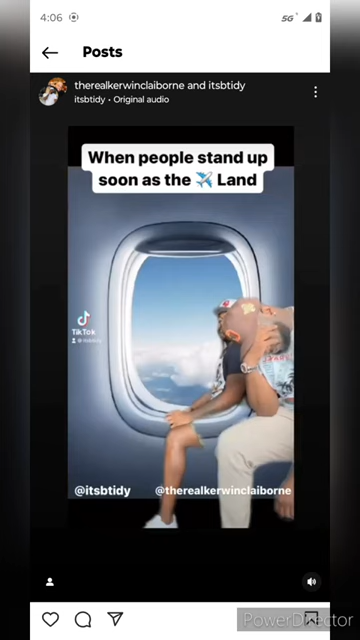 4:06
5G
Posts
therealkerwinclaiborne and itsbtidy
itsbtidy • Original audio
When people stand up
soon as the ✈️ Land
TikTok
@itsbtidy
@itsbtidy @therealkerwinclaiborne
PowerDirector